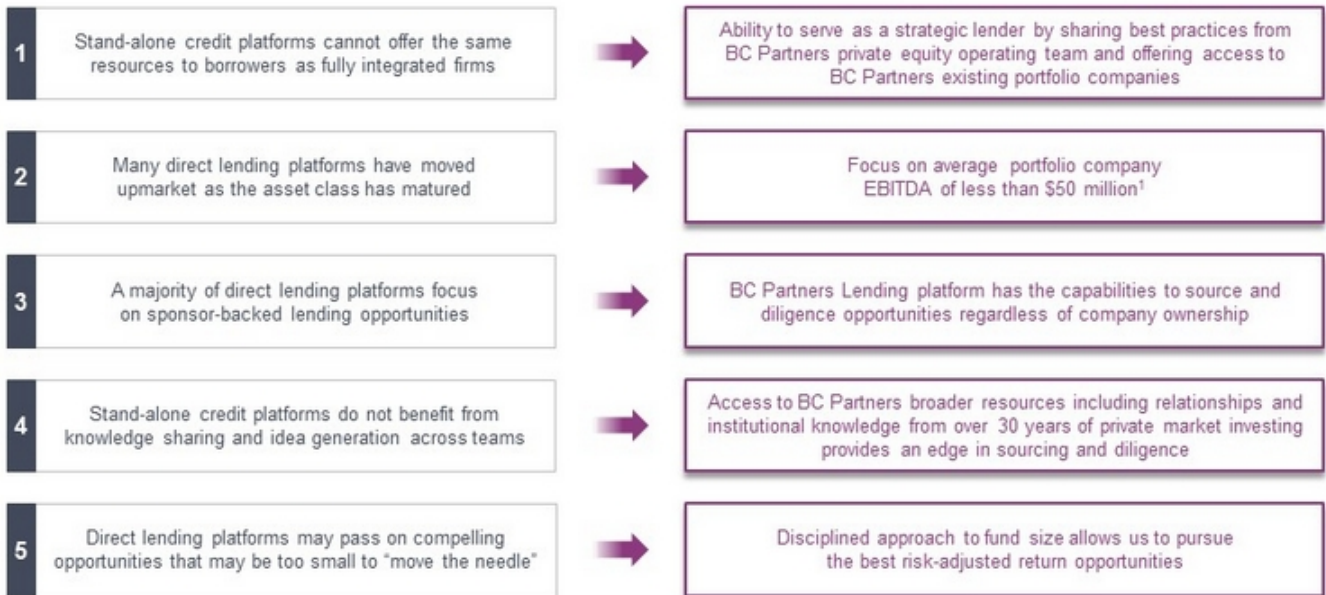 1
Stand-alone credit platforms cannot offer the same
resources to borrowers as fully integrated firms
Ability to serve as a strategic lender by sharing best practices from
BC Partners private equity operating team and offering access to
BC Partners existing portfolio companies
2
Many direct lending platforms have moved
upmarket as the asset class has matured
Focus on average portfolio company
EBITDA of less than $50 million¹
3
A majority of direct lending platforms focus
on sponsor-backed lending opportunities
BC Partners Lending platform has the capabilities to source and
diligence opportunities regardless of company ownership
4
Stand-alone credit platforms do not benefit from
knowledge sharing and idea generation across teams
Access to BC Partners broader resources including relationships and
institutional knowledge from over 30 years of private market investing
provides an edge in sourcing and diligence
5
Direct lending platforms may pass on compelling
opportunities that may be too small to “move the needle”
Disciplined approach to fund size allows us to pursue
the best risk-adjusted return opportunities